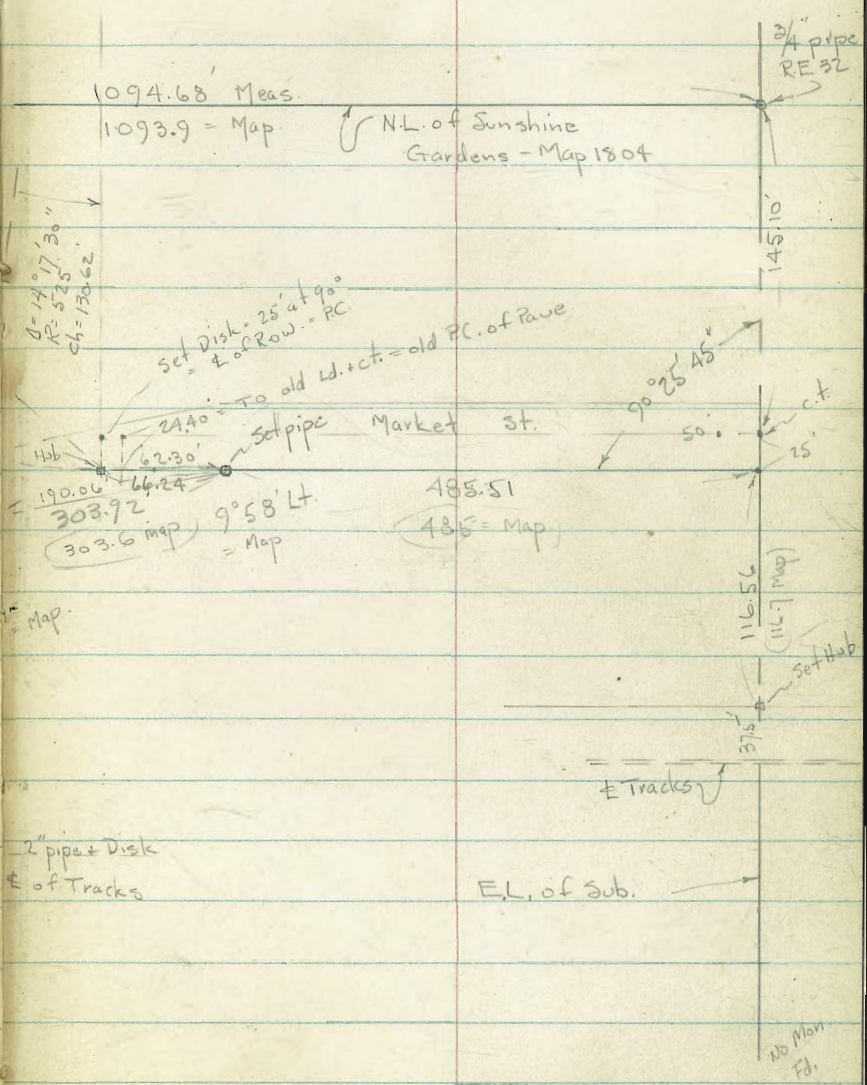 3/4" pipe
R.E. 32
1094.68' Meas.
1093.9 = Map
N.L. of Sunshine
Gardens - Map 1804
145.10'
Δ = 14° 17' 30"
R = 525'
Ch = 130.62'
Set Disk = 25' at 90°
= ℄ of Row. = P.C.
24.40' = To old Ld. + ct. = old P.C. of Pave
90° 25' 45"
Hub
62.30'
66.24
Set pipe
Market St.
50'
c.t.
25'
190.06
= 303.92'
303.6 map
9° 58' Lt.
= Map
485.51
485 = Map
116.56
(116.7 Map)
= Map.
Set Hub
37.5'
℄ Tracks
2" pipe & Disk
℄ of Tracks
E.L. of Sub.
No Mon.
Fd.